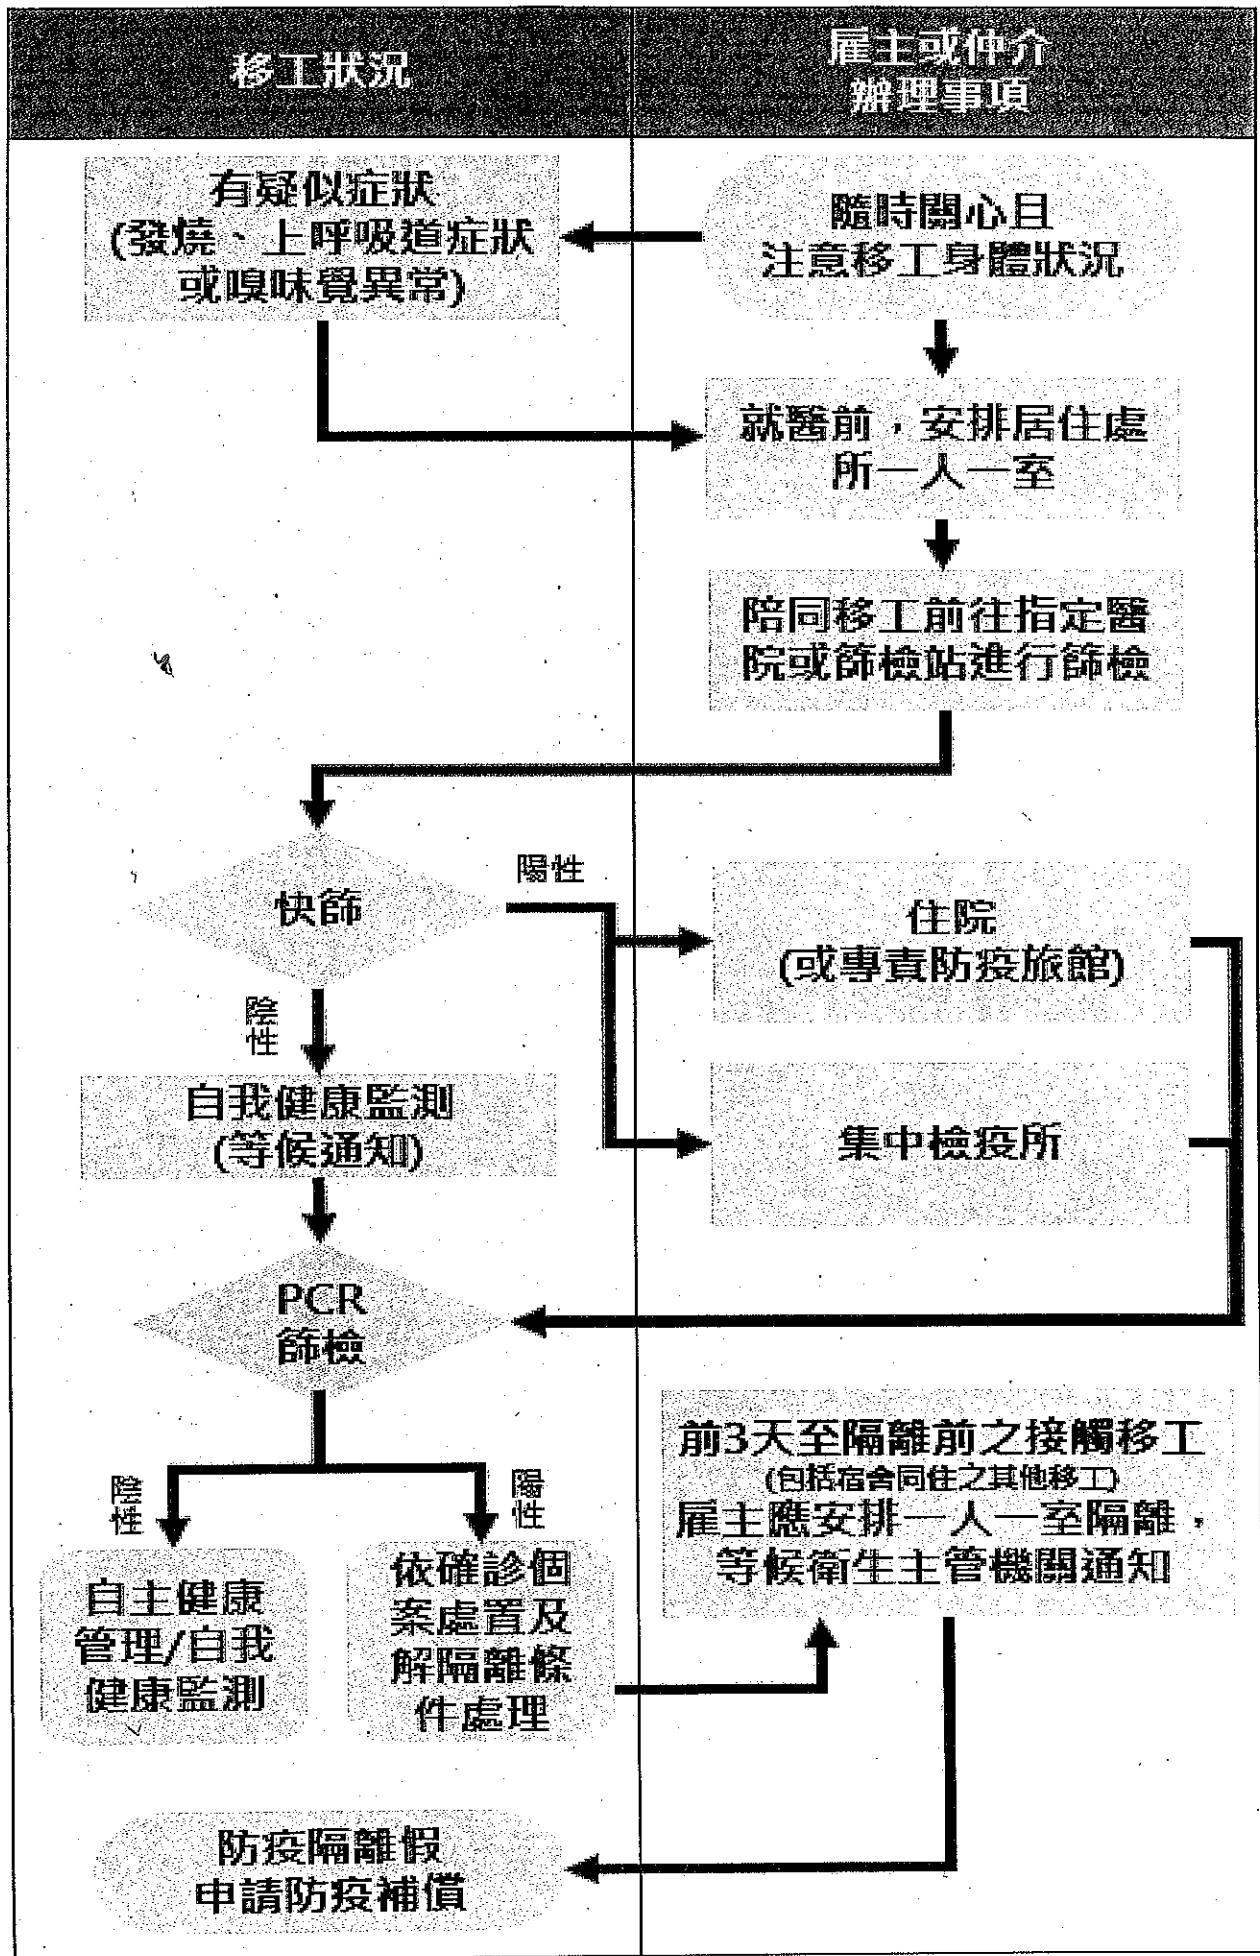 移工狀況
雇主或仲介
辦理事項
有疑似症狀
(發燒、上呼吸道症狀
或嗅味覺異常)
隨時關心且
注意移工身體狀況
就醫前，安排居住處
所一人一室
陪同移工前往指定醫
院或篩檢站進行篩檢
快篩
陽性
住院
(或專責防疫旅館)
陰
性
自我健康監測
(等候通知)
集中檢疫所
PCR
篩檢
前3天至隔離前之接觸移工
(包括宿舍同住之其他移工)
雇主應安排一人一室隔離，
等候衛生主管機關通知
陰
性
陽
性
自主健康
管理/自我
健康監測
依確診個
案處置及
解隔離條
件處理
防疫隔離假
申請防疫補償